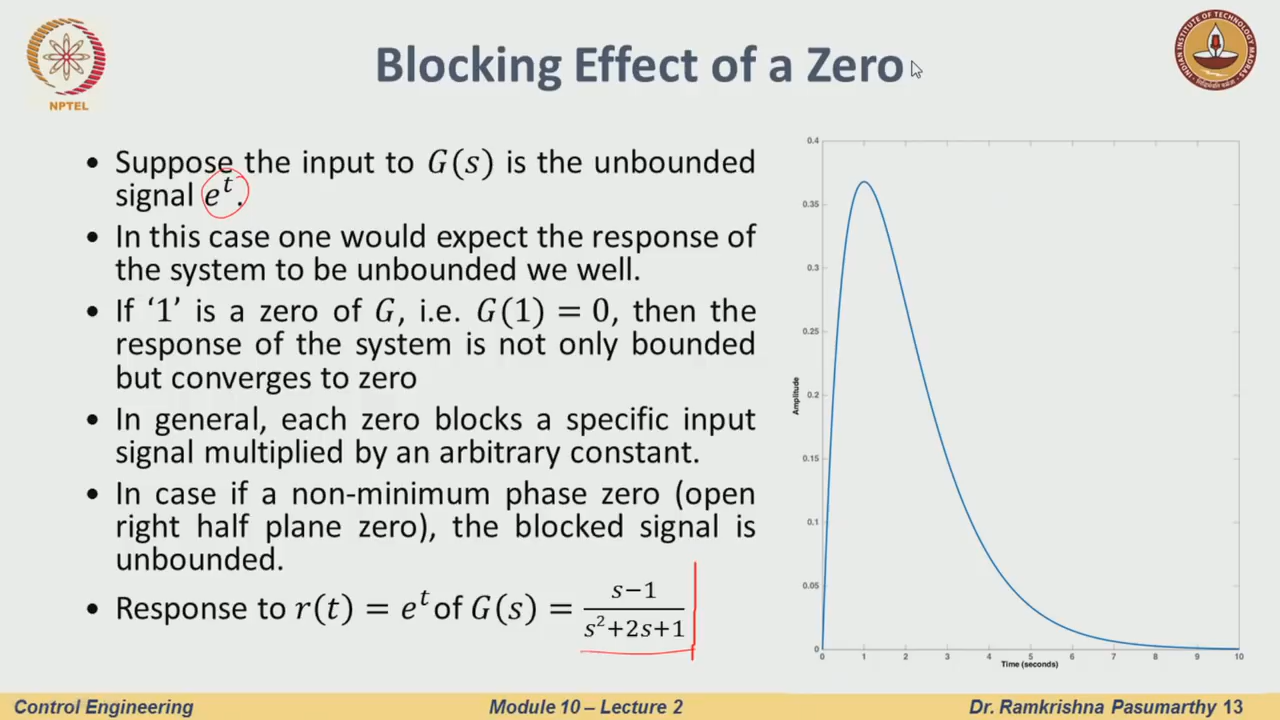 NPTEL
Blocking Effect of a Zero
INDIAN INSTITUTE OF TECHNOLOGY MADRAS
• Suppose the input to G(s) is the unbounded
signal e^t.
• In this case one would expect the response of
the system to be unbounded we well.
• If ‘1’ is a zero of G, i.e. G(1) = 0, then the
response of the system is not only bounded
but converges to zero
• In general, each zero blocks a specific input
signal multiplied by an arbitrary constant.
• In case if a non-minimum phase zero (open
right half plane zero), the blocked signal is
unbounded.
• Response to r(t) = e^t of G(s) = (s−1)/(s^2+2s+1)
0.4
0.35
0.3
0.25
0.2
0.15
0.1
0.05
0
Amplitude
0 1 2 3 4 5 6 7 8 9 10
Time (seconds)
Control Engineering
Module 10 – Lecture 2
Dr. Ramkrishna Pasumarthy 13